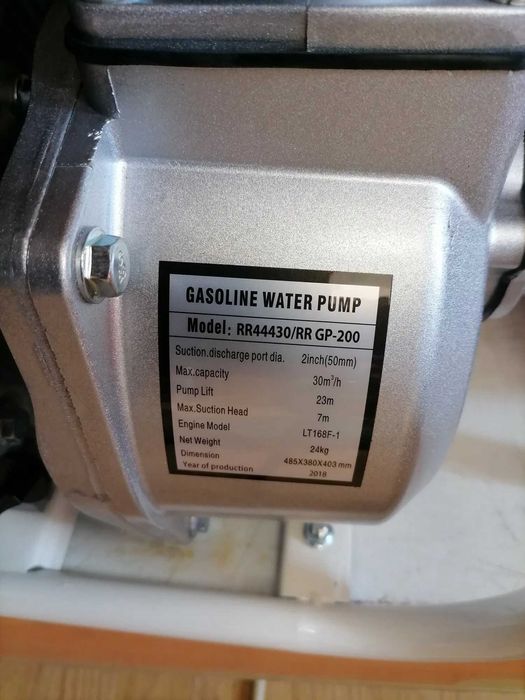 GASOLINE WATER PUMP
Model: RR44430/RR GP-200
Suction.discharge port dia. 2inch(50mm)
Max.capacity 30m³/h
Pump Lift 23m
Max.Suction Head 7m
Engine Model LT168F-1
Net Weight 24kg
Dimension 485X380X403 mm
Year of production 2018